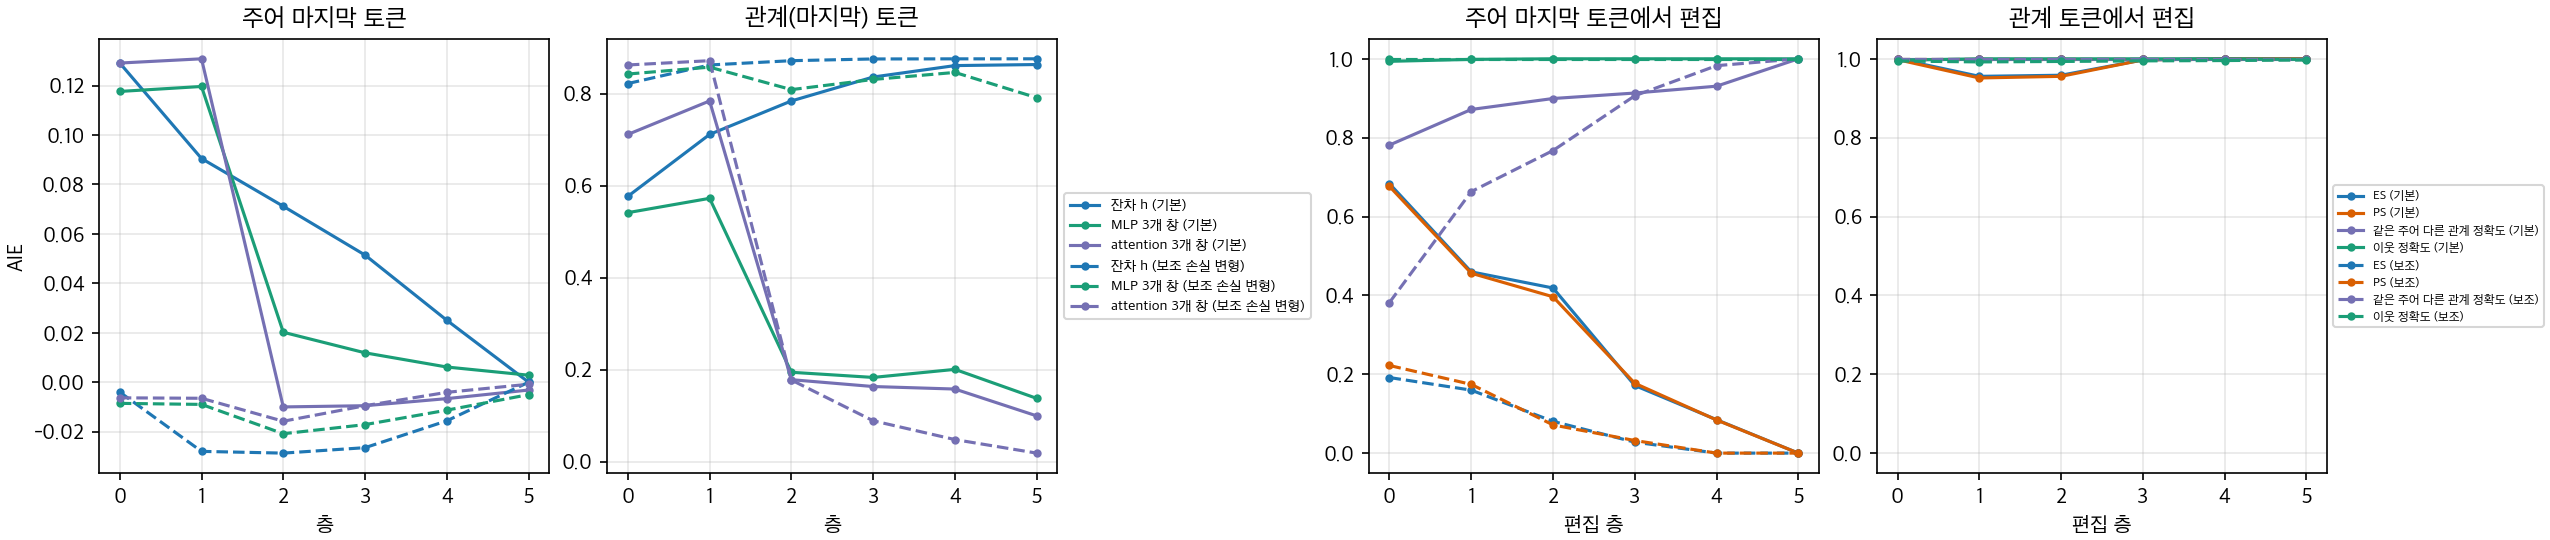 주어 마지막 토큰
AIE
0.12
0.10
0.08
0.06
0.04
0.02
0.00
-0.02
0 1 2 3 4 5
층
관계(마지막) 토큰
0.8
0.6
0.4
0.2
0.0
0 1 2 3 4 5
층
잔차 h (기본)
MLP 3개 창 (기본)
attention 3개 창 (기본)
잔차 h (보조 손실 변형)
MLP 3개 창 (보조 손실 변형)
attention 3개 창 (보조 손실 변형)
주어 마지막 토큰에서 편집
1.0
0.8
0.6
0.4
0.2
0.0
0 1 2 3 4 5
편집 층
관계 토큰에서 편집
1.0
0.8
0.6
0.4
0.2
0.0
0 1 2 3 4 5
편집 층
ES (기본)
PS (기본)
같은 주어 다른 관계 정확도 (기본)
이웃 정확도 (기본)
ES (보조)
PS (보조)
같은 주어 다른 관계 정확도 (보조)
이웃 정확도 (보조)